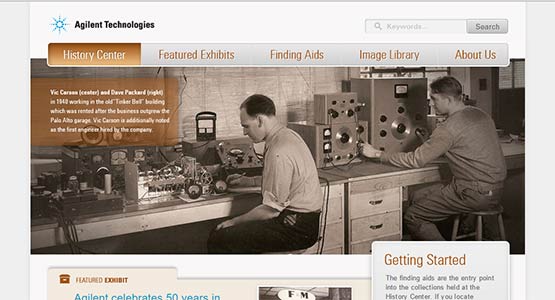 Agilent Technologies
Keywords...
Search
History Center
Featured Exhibits
Finding Aids
Image Library
About Us
Vic Carson (center) and Dave Packard (right)
in 1940 working in the old "Tinker Bell" building
which was rented after the business outgrew the
Palo Alto garage. Vic Carson is additionally noted
as the first engineer hired by the company.
Getting Started
The finding aids are the entry point
into the collections held at the
History Center. If you locate
FEATURED EXHIBIT
Agilent celebrates 50 years in